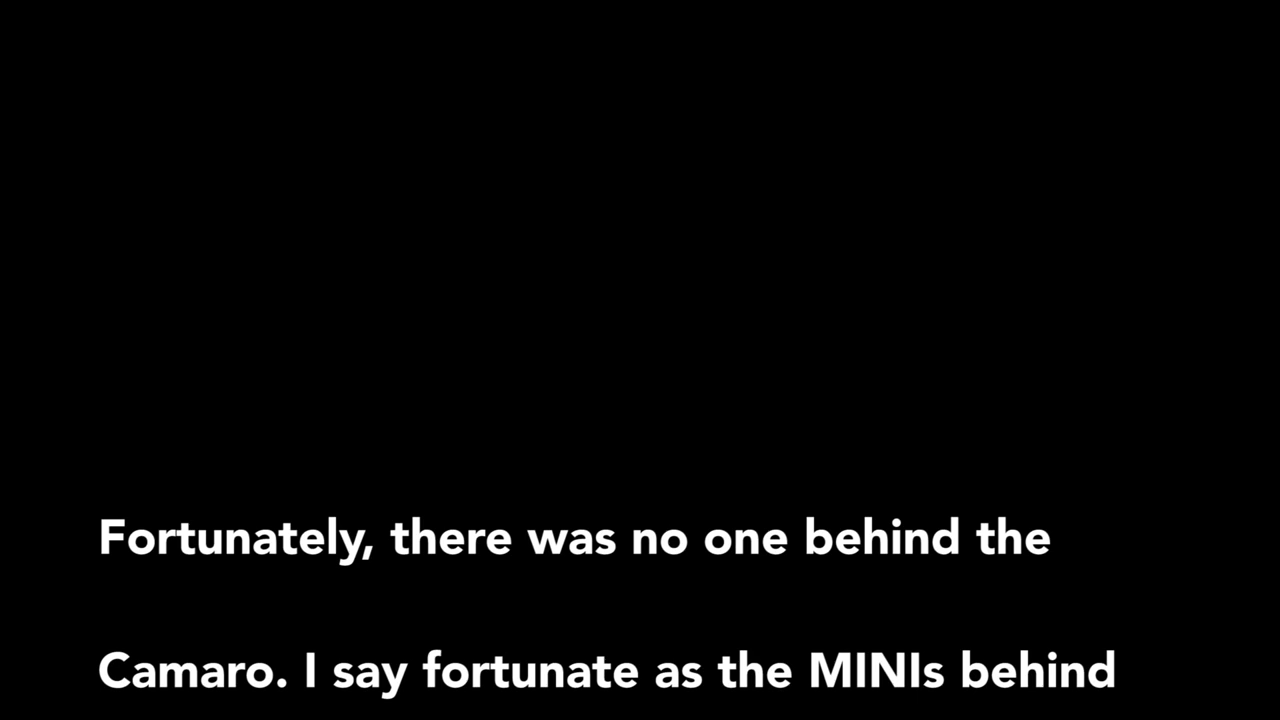 Fortunately, there was no one behind the
Camaro. I say fortunate as the MINIs behind